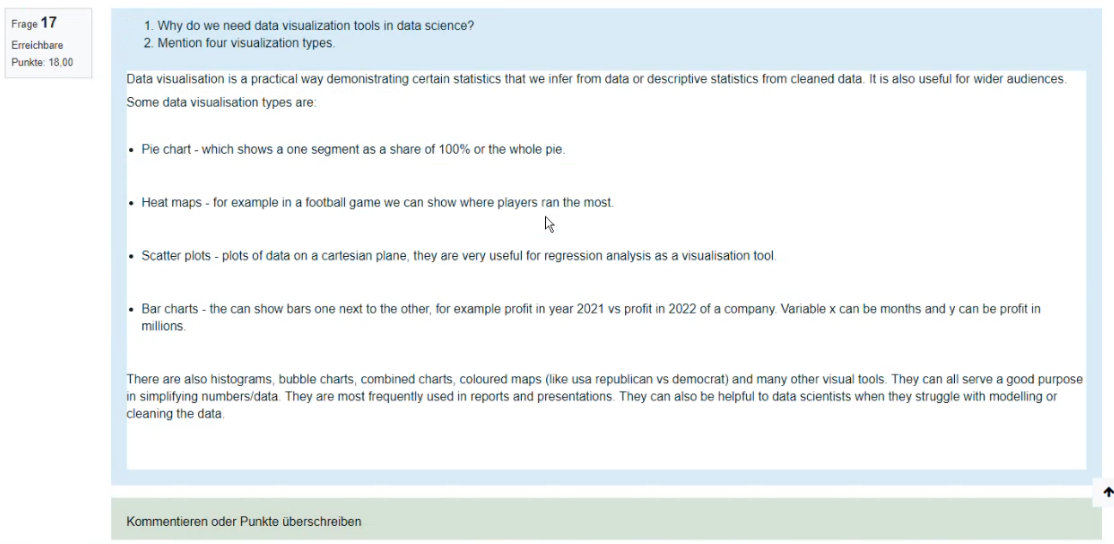 Frage 17
Erreichbare
Punkte: 18,00
1. Why do we need data visualization tools in data science?
2. Mention four visualization types.
Data visualisation is a practical way demonistrating certain statistics that we infer from data or descriptive statistics from cleaned data. It is also useful for wider audiences.
Some data visualisation types are:
• Pie chart - which shows a one segment as a share of 100% or the whole pie.
• Heat maps - for example in a football game we can show where players ran the most.
• Scatter plots - plots of data on a cartesian plane, they are very useful for regression analysis as a visualisation tool.
• Bar charts - the can show bars one next to the other, for example profit in year 2021 vs profit in 2022 of a company. Variable x can be months and y can be profit in
millions.
There are also histograms, bubble charts, combined charts, coloured maps (like usa republican vs democrat) and many other visual tools. They can all serve a good purpose
in simplifying numbers/data. They are most frequently used in reports and presentations. They can also be helpful to data scientists when they struggle with modelling or
cleaning the data.
Kommentieren oder Punkte überschreiben